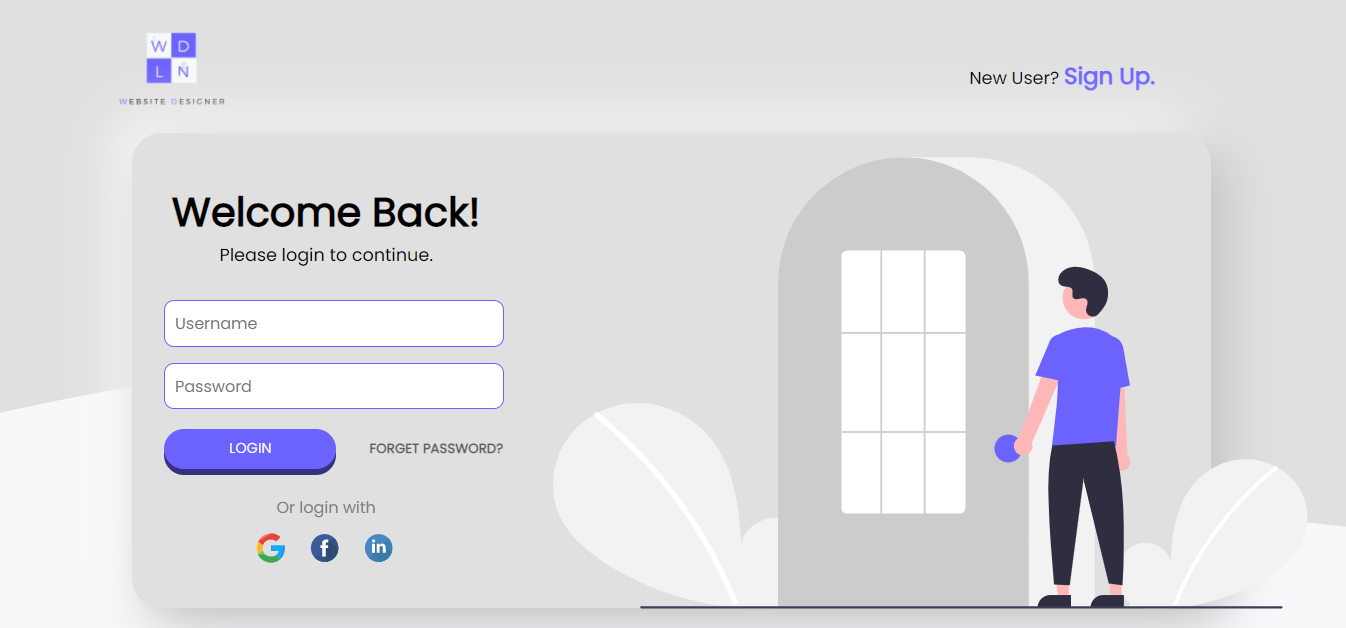 W D
L N
WEBSITE DESIGNER
New User? Sign Up.
Welcome Back!
Please login to continue.
Username
Password
LOGIN
FORGET PASSWORD?
Or login with
G f in